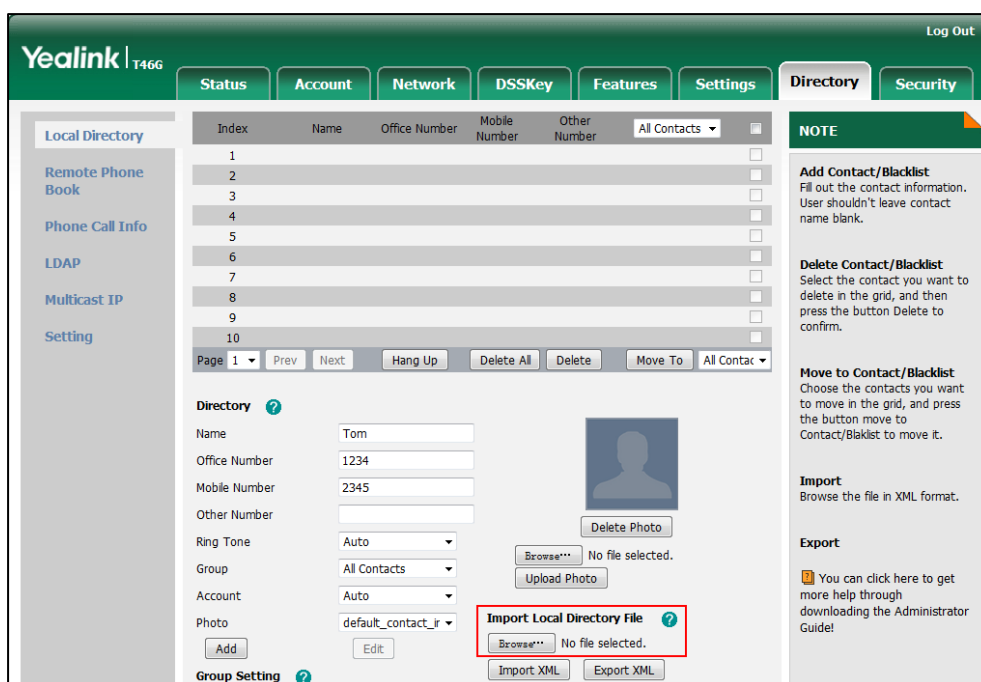 Log Out
Yealink T46G
Status Account Network DSSKey Features Settings Directory Security
Local Directory
Remote Phone
Book
Phone Call Info
LDAP
Multicast IP
Setting
Index Name Office Number Mobile Number Other Number All Contacts
1
2
3
4
5
6
7
8
9
10
Page 1 Prev Next Hang Up Delete All Delete Move To All Contac
Directory ?
Name Tom
Office Number 1234
Mobile Number 2345
Other Number
Ring Tone Auto
Group All Contacts
Account Auto
Photo default_contact_ir
Add Edit
Group Setting ?
Delete Photo
Browse... No file selected.
Upload Photo
Import Local Directory File ?
Browse... No file selected.
Import XML Export XML
NOTE
Add Contact/Blacklist
Fill out the contact information.
User shouldn't leave contact
name blank.
Delete Contact/Blacklist
Select the contact you want to
delete in the grid, and then
press the button Delete to
confirm.
Move to Contact/Blacklist
Choose the contacts you want
to move in the grid, and press
the button move to
Contact/Blaklist to move it.
Import
Browse the file in XML format.
Export
? You can click here to get
more help through
downloading the Administrator
Guide!